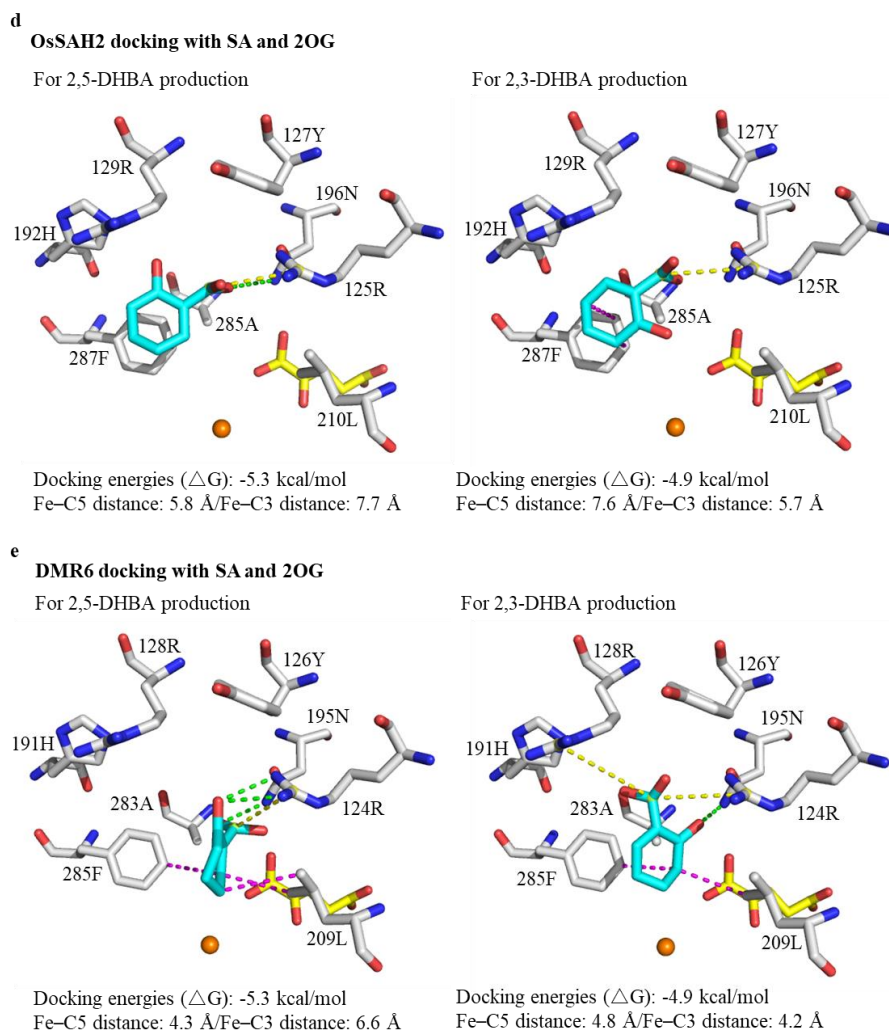 d
OsSAH2 docking with SA and 2OG
For 2,5-DHBA production
For 2,3-DHBA production
127Y
129R
196N
192H
125R
285A
287F
210L
127Y
129R
196N
192H
125R
285A
287F
210L
Docking energies (△G): -5.3 kcal/mol
Fe–C5 distance: 5.8 Å/Fe–C3 distance: 7.7 Å
Docking energies (△G): -4.9 kcal/mol
Fe–C5 distance: 7.6 Å/Fe–C3 distance: 5.7 Å
e
DMR6 docking with SA and 2OG
For 2,5-DHBA production
For 2,3-DHBA production
128R
126Y
195N
191H
283A
124R
285F
209L
128R
126Y
195N
191H
283A
124R
285F
209L
Docking energies (△G): -5.3 kcal/mol
Fe–C5 distance: 4.3 Å/Fe–C3 distance: 6.6 Å
Docking energies (△G): -4.9 kcal/mol
Fe–C5 distance: 4.8 Å/Fe–C3 distance: 4.2 Å